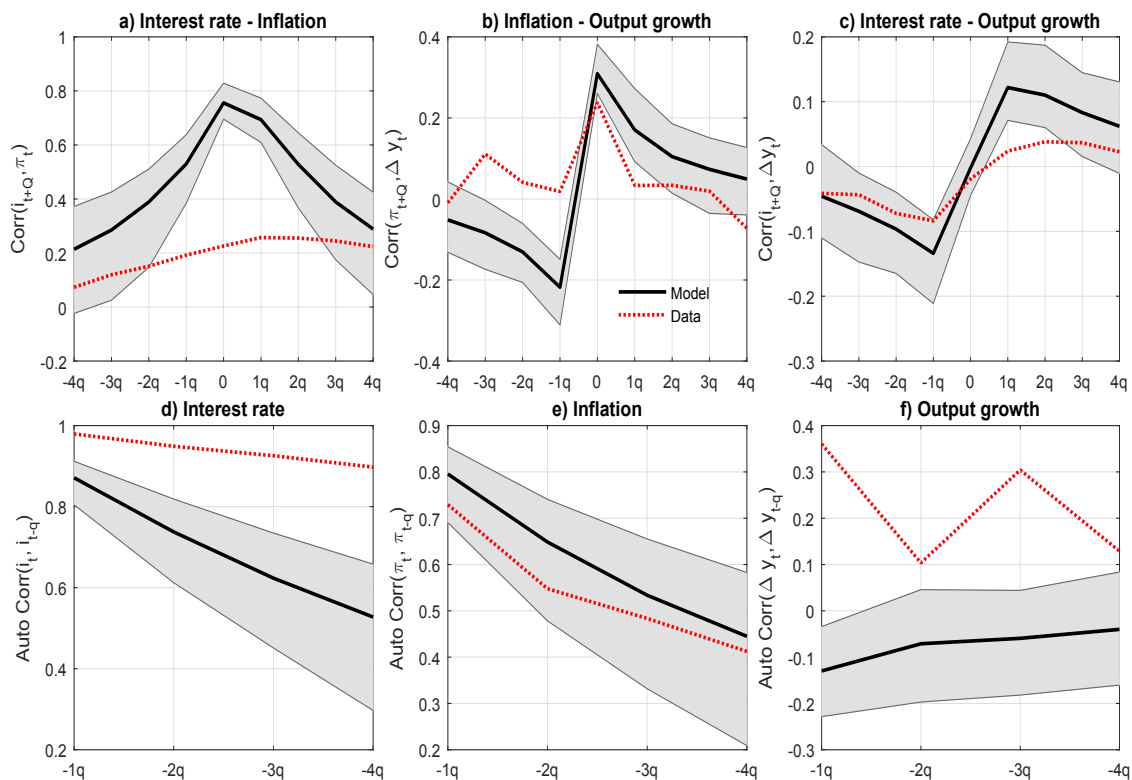 a) Interest rate - Inflation
b) Inflation - Output growth
c) Interest rate - Output growth
Corr(i_{t+Q},π_t)
1
0.8
0.6
0.4
0.2
0
-0.2
-4q -3q -2q -1q 0 1q 2q 3q 4q
Corr(π_{t+Q},Δ y_t)
0.4
0.2
0
-0.2
-0.4
-4q -3q -2q -1q 0 1q 2q 3q 4q
Model
Data
Corr(i_{t+Q},Δy_t)
0.2
0.1
0
-0.1
-0.2
-0.3
-4q -3q -2q -1q 0 1q 2q 3q 4q
d) Interest rate
e) Inflation
f) Output growth
Auto Corr(i_t, i_{t-q})
1
0.8
0.6
0.4
0.2
-1q -2q -3q -4q
Auto Corr(π_t, π_{t-q})
0.9
0.8
0.7
0.6
0.5
0.4
0.3
0.2
-1q -2q -3q -4q
Auto Corr(Δ y_t,Δ y_{t-q})
0.4
0.3
0.2
0.1
0
-0.1
-0.2
-0.3
-1q -2q -3q -4q